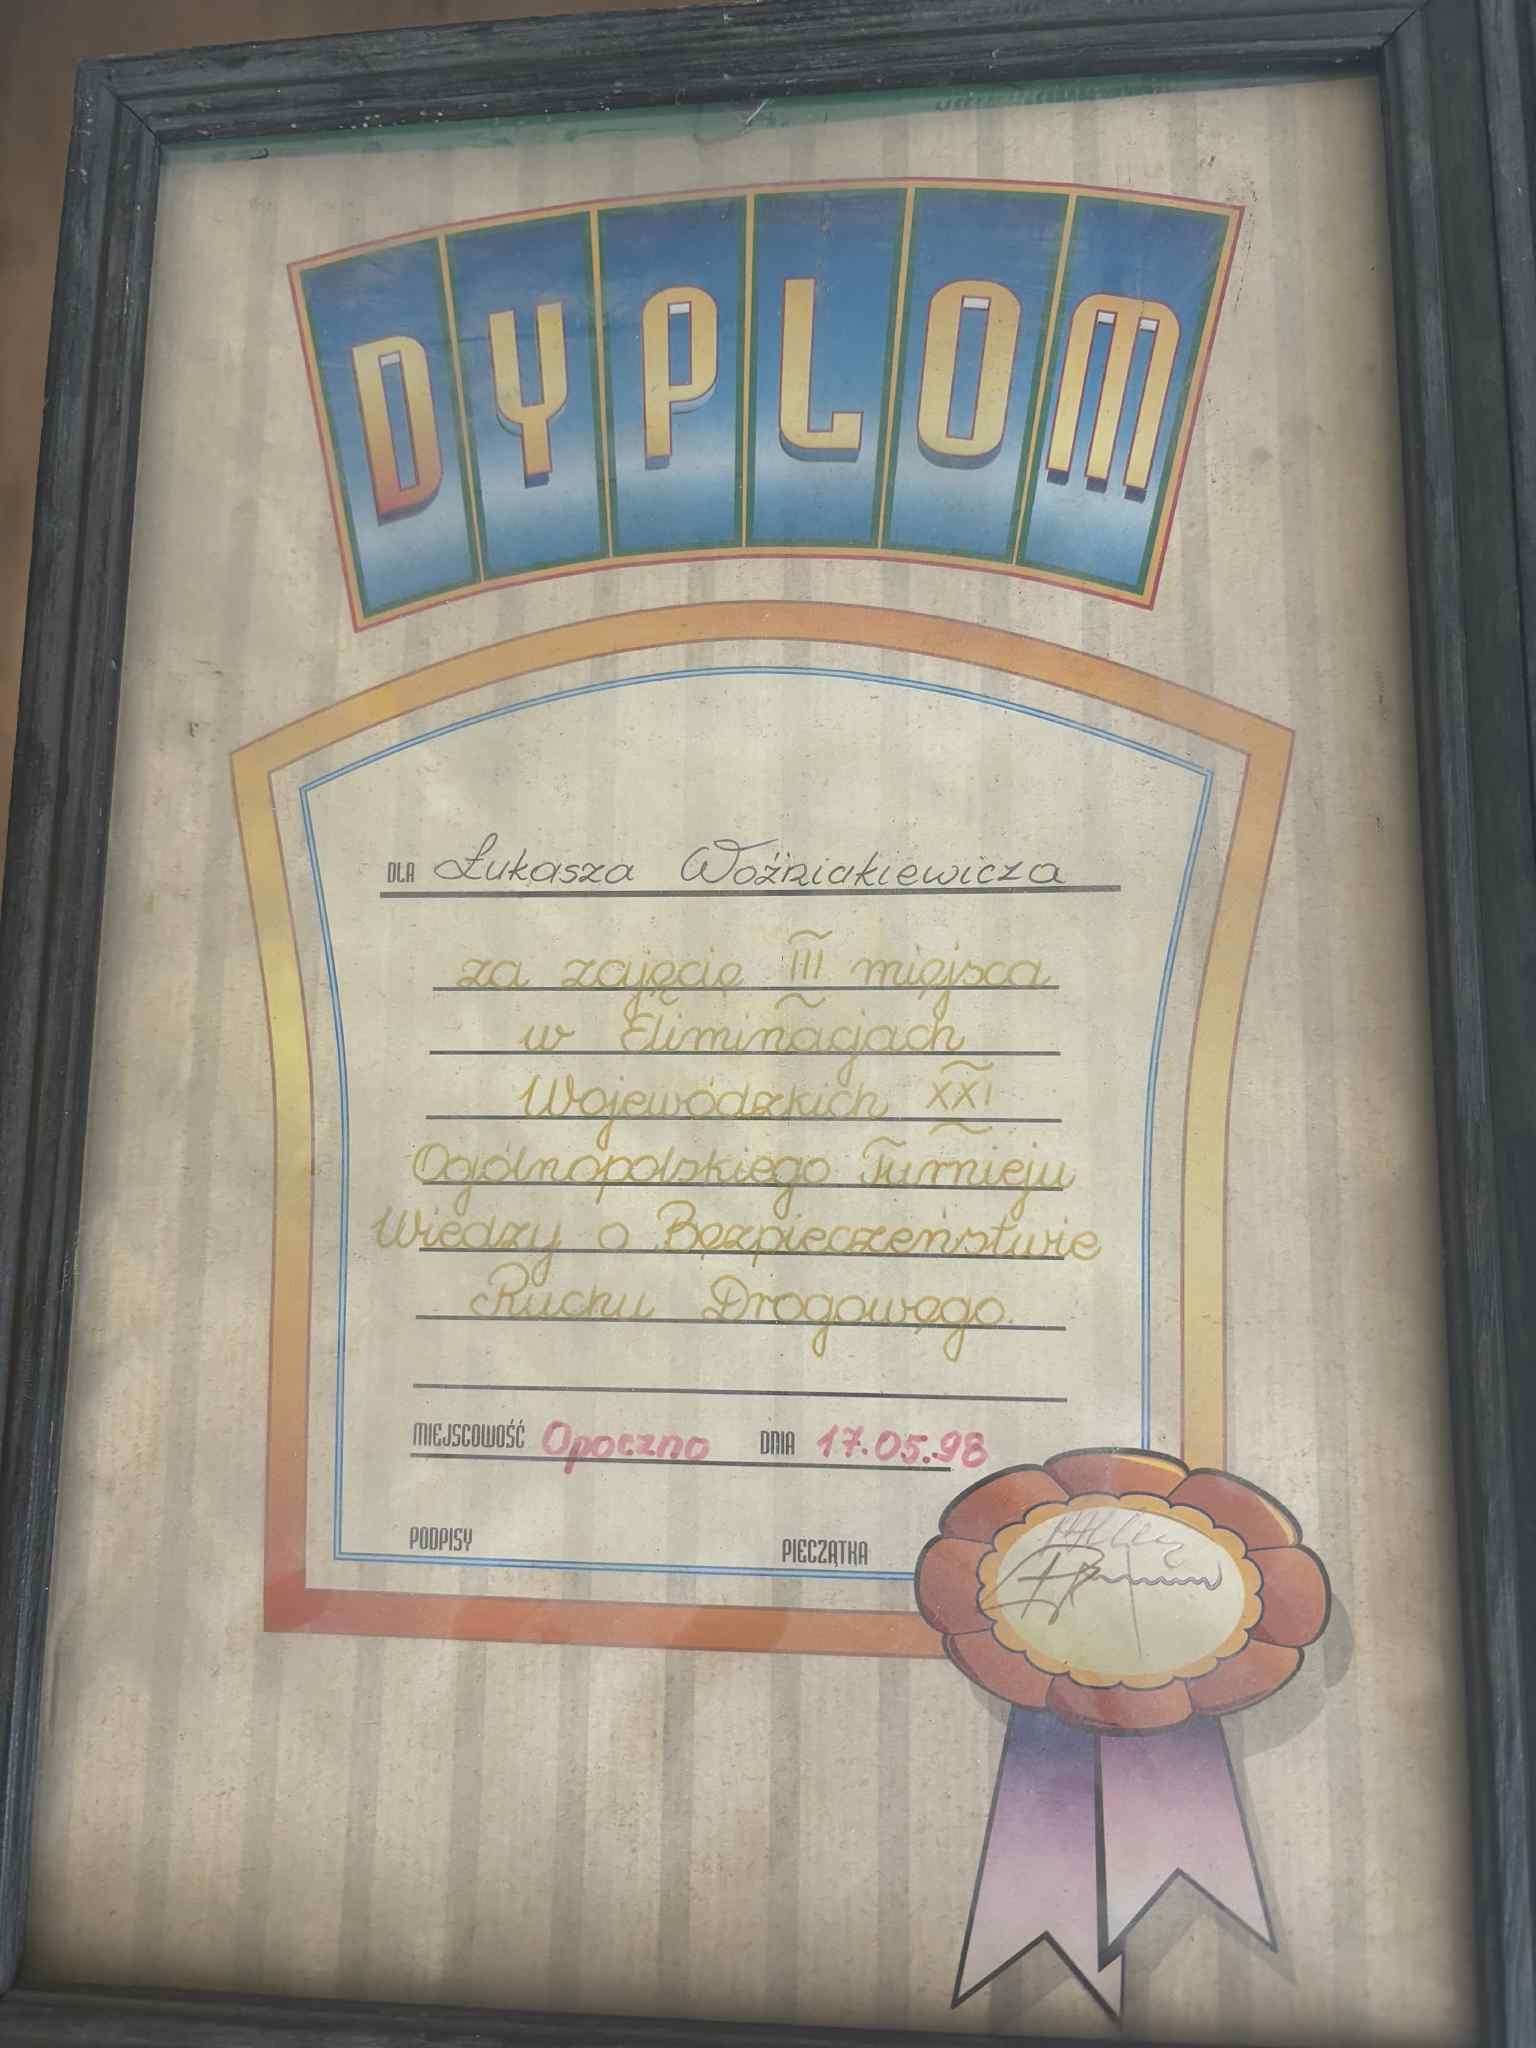 DYPLOM
DLA Łukasza Woźniakiewicza
za zajęcie III miejsca
w Eliminacjach
Wojewódzkich XXI
Ogólnopolskiego Turnieju
Wiedzy o Bezpieczeństwie
Ruchu Drogowego.
MIEJSCOWOŚĆ Opoczno DNIA 17.05.98
PODPISY PIECZĄTKA